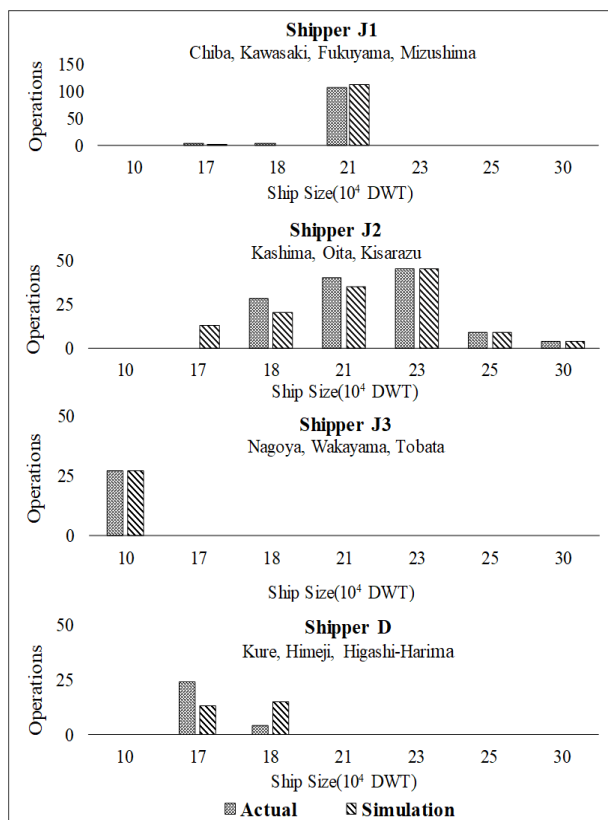 Shipper J1
Chiba, Kawasaki, Fukuyama, Mizushima
Operations
150
100
50
0
10 17 18 21 23 25 30
Ship Size(10⁴ DWT)
Shipper J2
Kashima, Oita, Kisarazu
Operations
50
25
0
10 17 18 21 23 25 30
Ship Size(10⁴ DWT)
Shipper J3
Nagoya, Wakayama, Tobata
Operations
50
25
0
10 17 18 21 23 25 30
Ship Size(10⁴ DWT)
Shipper D
Kure, Himeji, Higashi-Harima
Operations
50
25
0
10 17 18 21 23 25 30
Ship Size(10⁴ DWT)
Actual Simulation